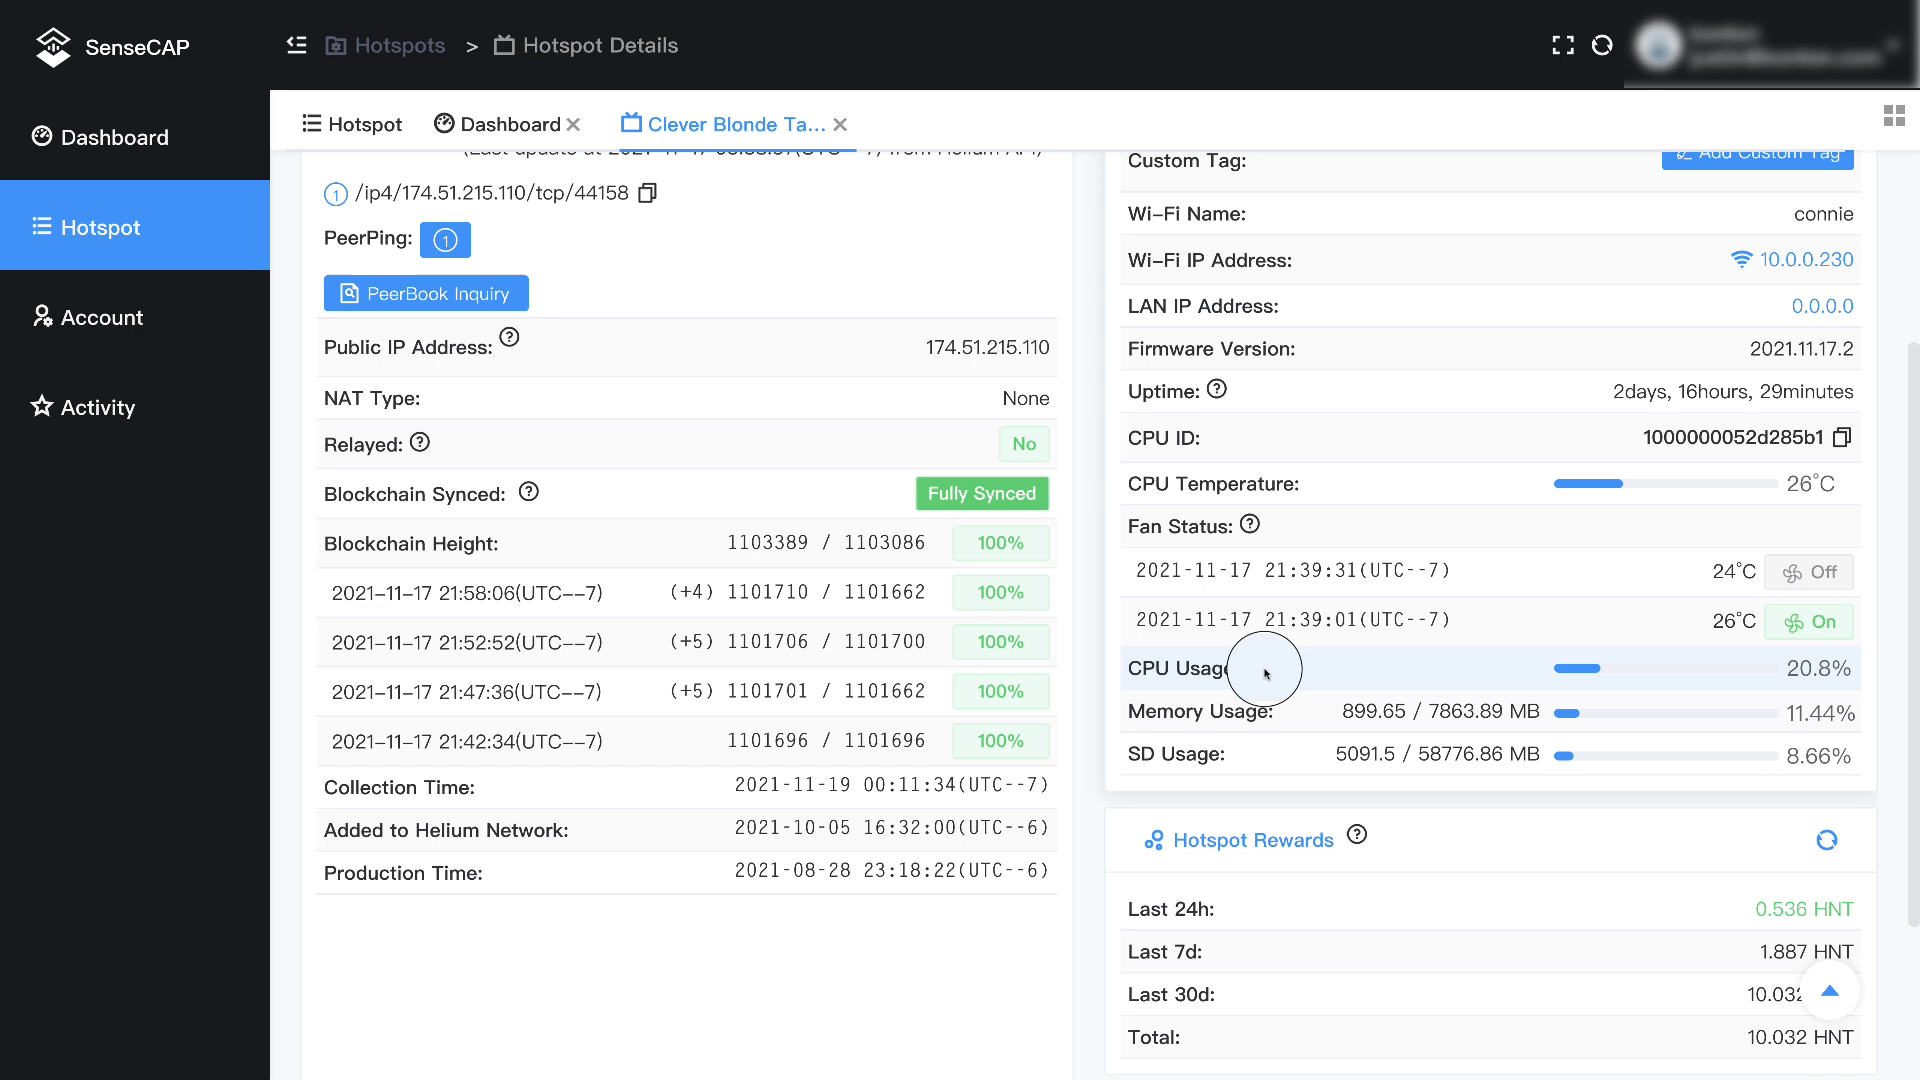 SenseCAP
Hotspots > Hotspot Details
Dashboard
Hotspot
Account
Activity
Hotspot
Dashboard
Clever Blonde Ta...
/ip4/174.51.215.110/tcp/44158
PeerPing: 1
PeerBook Inquiry
Public IP Address: 174.51.215.110
NAT Type: None
Relayed: No
Blockchain Synced: Fully Synced
Blockchain Height: 1103389 / 1103086 100%
2021-11-17 21:58:06(UTC--7) (+4) 1101710 / 1101662 100%
2021-11-17 21:52:52(UTC--7) (+5) 1101706 / 1101700 100%
2021-11-17 21:47:36(UTC--7) (+5) 1101701 / 1101662 100%
2021-11-17 21:42:34(UTC--7) 1101696 / 1101696 100%
Collection Time: 2021-11-19 00:11:34(UTC--7)
Added to Helium Network: 2021-10-05 16:32:00(UTC--6)
Production Time: 2021-08-28 23:18:22(UTC--6)
Custom Tag: Add Custom Tag
Wi-Fi Name: connie
Wi-Fi IP Address: 10.0.0.230
LAN IP Address: 0.0.0.0
Firmware Version: 2021.11.17.2
Uptime: 2days, 16hours, 29minutes
CPU ID: 1000000052d285b1
CPU Temperature: 26°C
Fan Status:
2021-11-17 21:39:31(UTC--7) 24°C Off
2021-11-17 21:39:01(UTC--7) 26°C On
CPU Usage 20.8%
Memory Usage: 899.65 / 7863.89 MB 11.44%
SD Usage: 5091.5 / 58776.86 MB 8.66%
Hotspot Rewards
Last 24h: 0.536 HNT
Last 7d: 1.887 HNT
Last 30d: 10.032
Total: 10.032 HNT